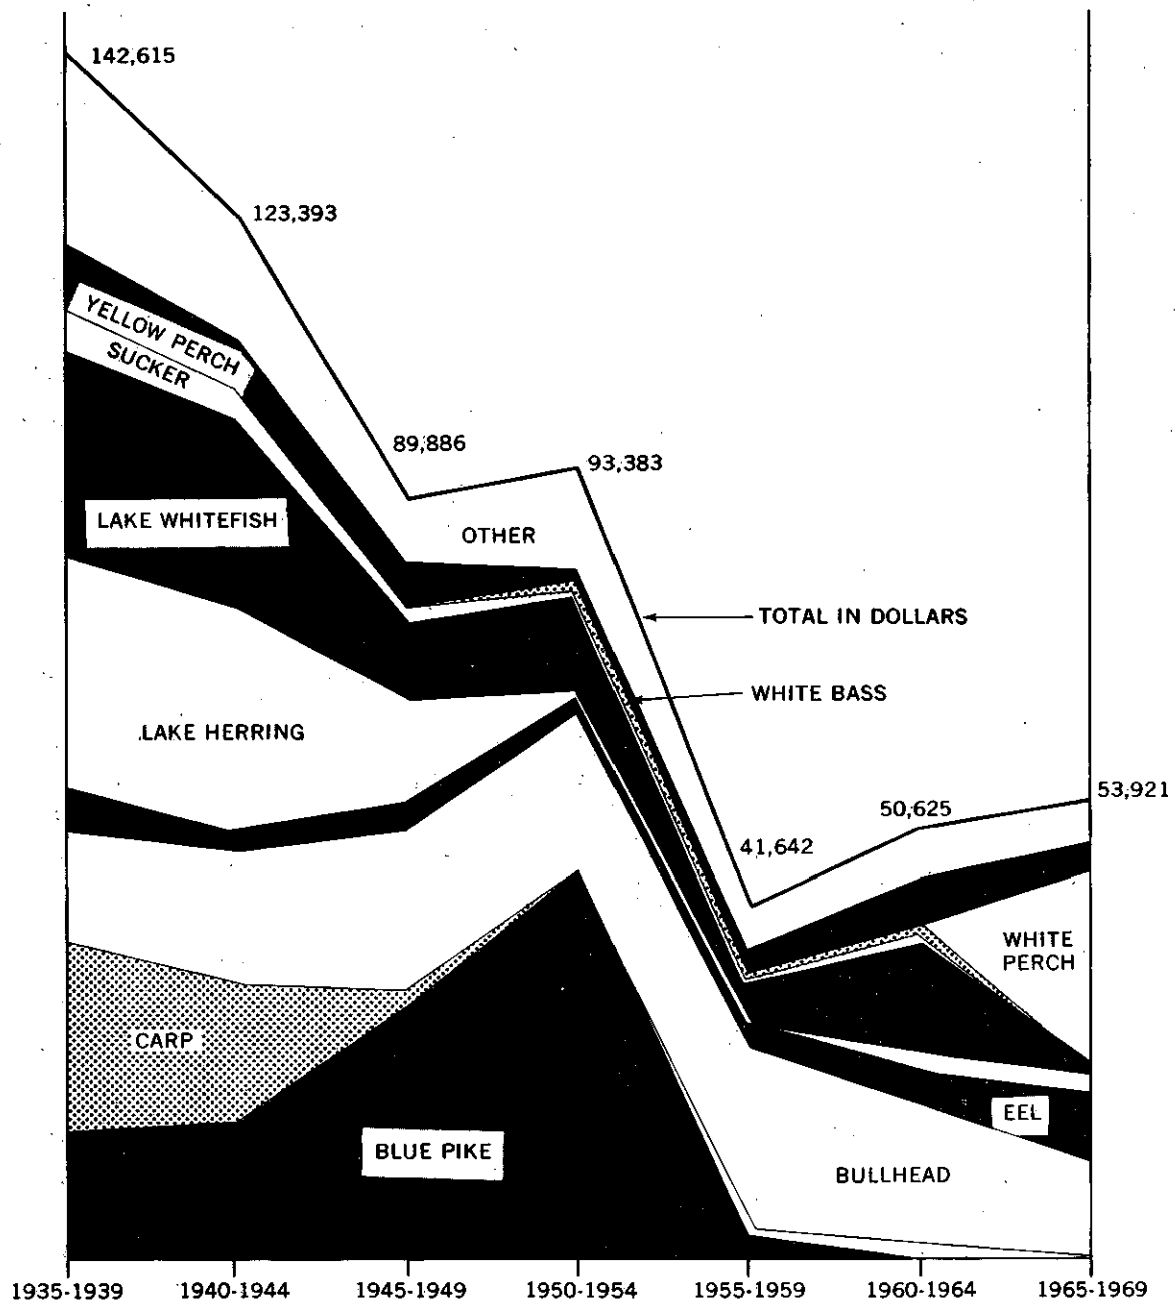 142,615
123,393
YELLOW PERCH
SUCKER
89,886
93,383
LAKE WHITEFISH
OTHER
TOTAL IN DOLLARS
WHITE BASS
LAKE HERRING
53,921
50,625
41,642
WHITE
PERCH
CARP
EEL
BLUE PIKE
BULLHEAD
1935-1939 1940-1944 1945-1949 1950-1954 1955-1959 1960-1964 1965-1969